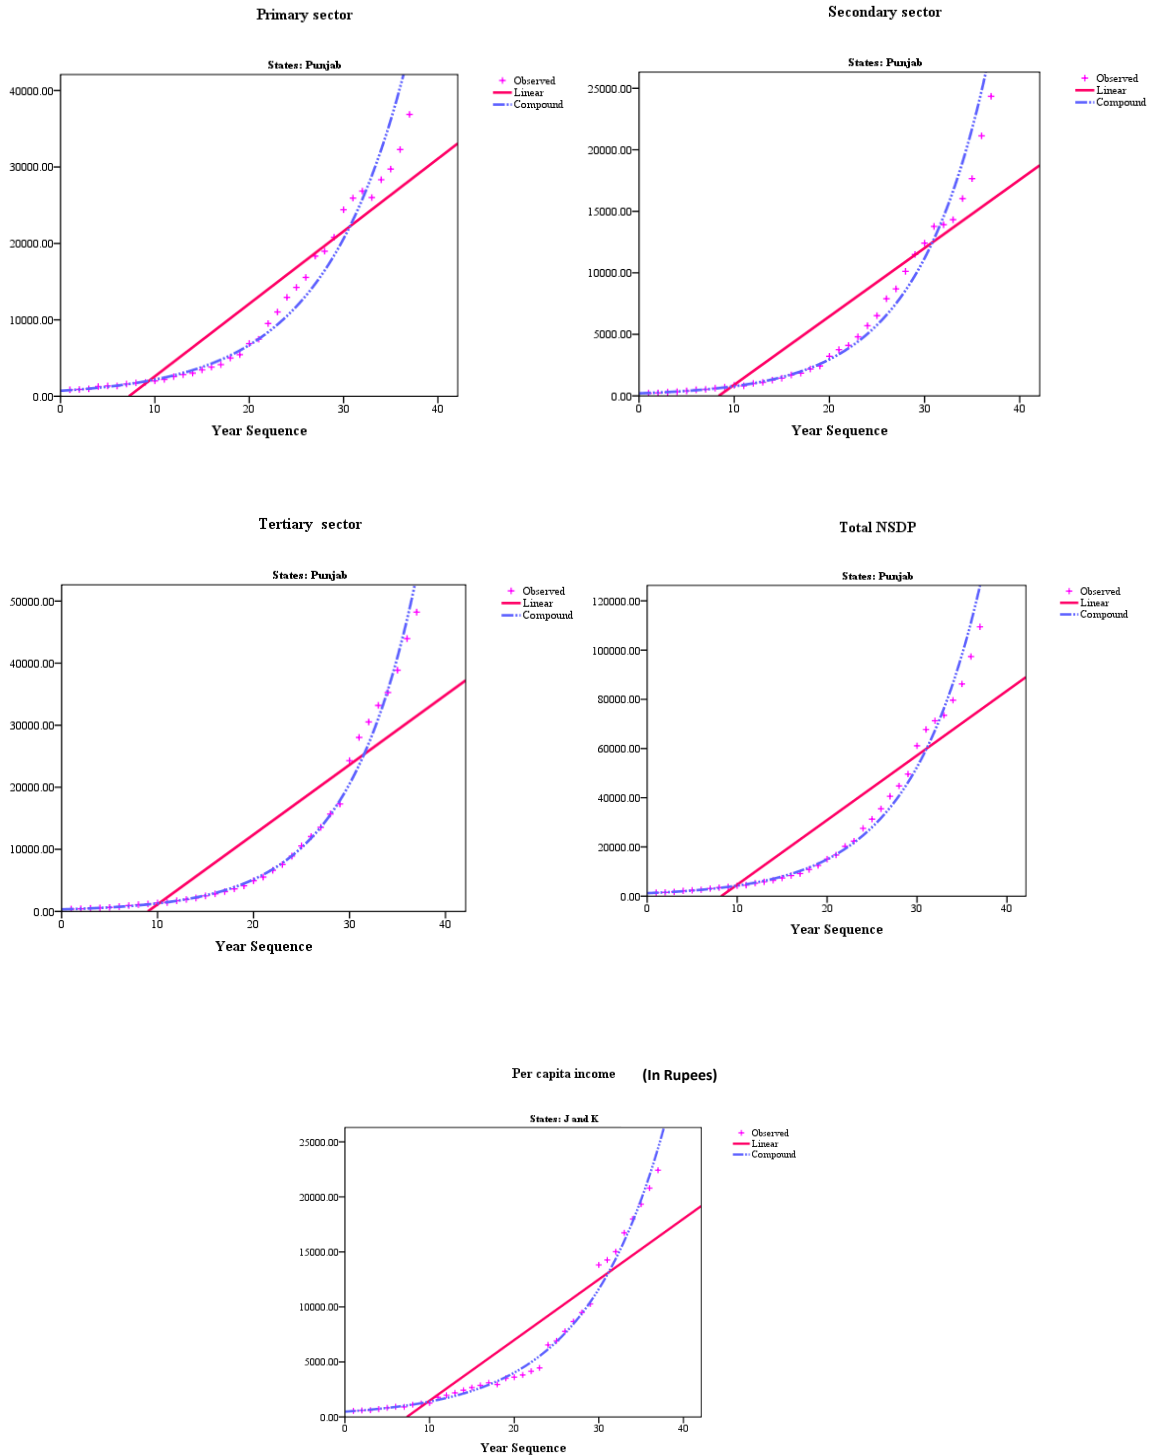 Primary sector
States: Punjab
Observed
Linear
Compound
40000.00
30000.00
20000.00
10000.00
0.00
0 10 20 30 40
Year Sequence
Secondary sector
States: Punjab
Observed
Linear
Compound
25000.00
20000.00
15000.00
10000.00
5000.00
0.00
0 10 20 30 40
Year Sequence
Tertiary sector
States: Punjab
Observed
Linear
Compound
50000.00
40000.00
30000.00
20000.00
10000.00
0.00
0 10 20 30 40
Year Sequence
Total NSDP
States: Punjab
Observed
Linear
Compound
120000.00
100000.00
80000.00
60000.00
40000.00
20000.00
0.00
0 10 20 30 40
Year Sequence
Per capita income (In Rupees)
States: J and K
Observed
Linear
Compound
25000.00
20000.00
15000.00
10000.00
5000.00
0.00
0 10 20 30 40
Year Sequence